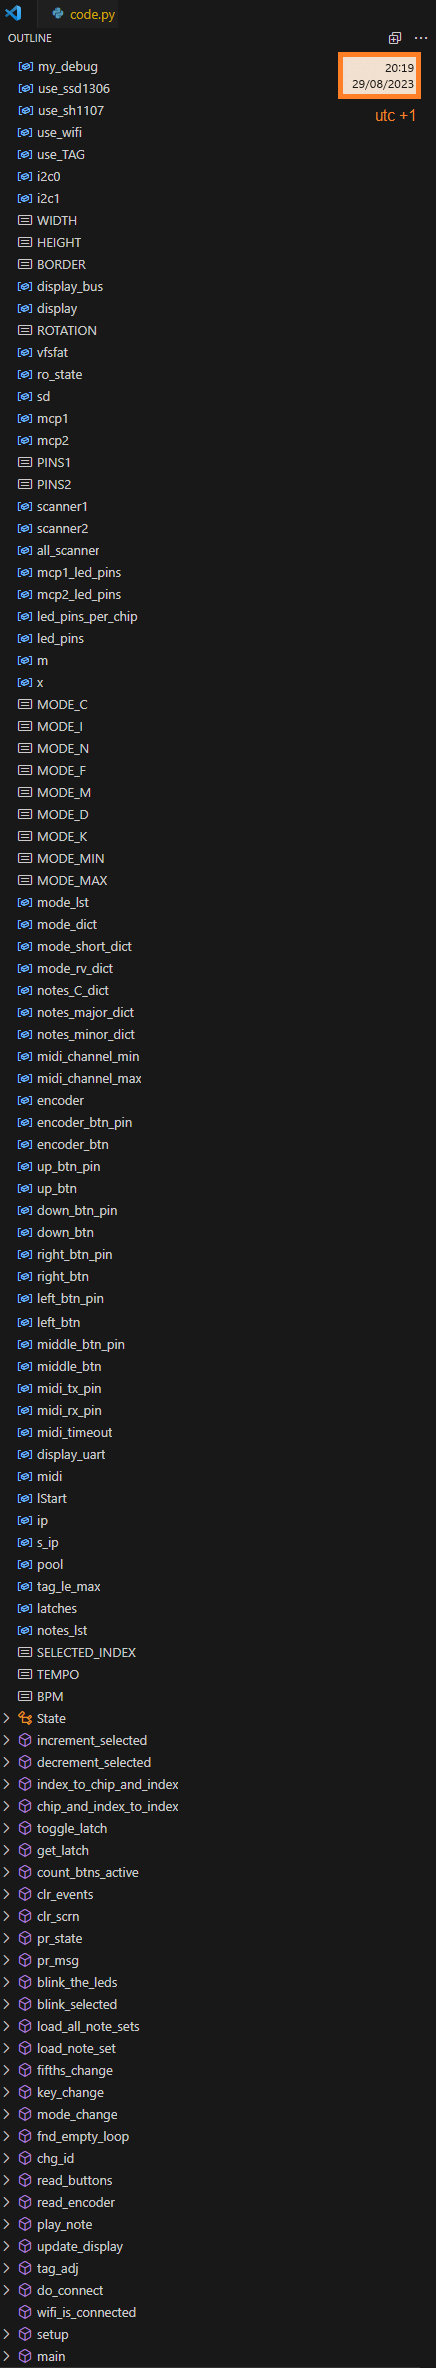 code.py
OUTLINE
20:19
29/08/2023
utc +1
my_debug
use_ssd1306
use_sh1107
use_wifi
use_TAG
i2c0
i2c1
WIDTH
HEIGHT
BORDER
display_bus
display
ROTATION
vfsfat
ro_state
sd
mcp1
mcp2
PINS1
PINS2
scanner1
scanner2
all_scanner
mcp1_led_pins
mcp2_led_pins
led_pins_per_chip
led_pins
m
x
MODE_C
MODE_I
MODE_N
MODE_F
MODE_M
MODE_D
MODE_K
MODE_MIN
MODE_MAX
mode_lst
mode_dict
mode_short_dict
mode_rv_dict
notes_C_dict
notes_major_dict
notes_minor_dict
midi_channel_min
midi_channel_max
encoder
encoder_btn_pin
encoder_btn
up_btn_pin
up_btn
down_btn_pin
down_btn
right_btn_pin
right_btn
left_btn_pin
left_btn
middle_btn_pin
middle_btn
midi_tx_pin
midi_rx_pin
midi_timeout
display_uart
midi
lStart
ip
s_ip
pool
tag_le_max
latches
notes_lst
SELECTED_INDEX
TEMPO
BPM
State
increment_selected
decrement_selected
index_to_chip_and_index
chip_and_index_to_index
toggle_latch
get_latch
count_btns_active
clr_events
clr_scrn
pr_state
pr_msg
blink_the_leds
blink_selected
load_all_note_sets
load_note_set
fifths_change
key_change
mode_change
fnd_empty_loop
chg_id
read_buttons
read_encoder
play_note
update_display
tag_adj
do_connect
wifi_is_connected
setup
main